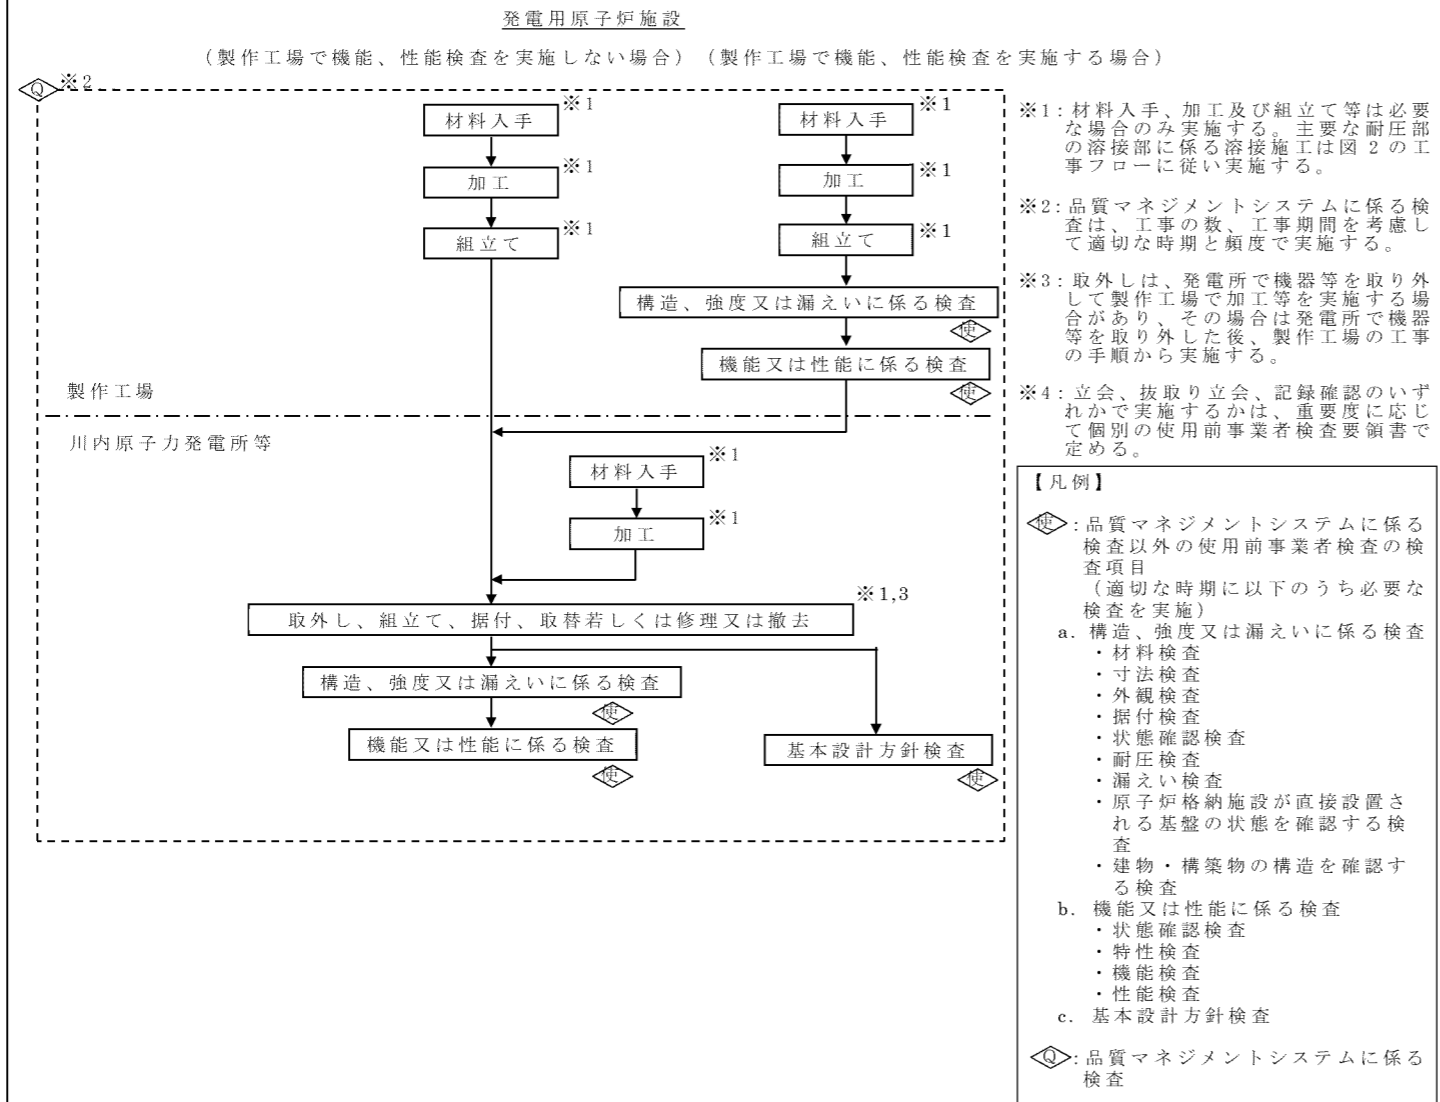 発電用原子炉施設
(製作工場で機能、性能検査を実施しない場合) (製作工場で機能、性能検査を実施する場合)
Q ※2
材料入手 ※1
加工 ※1
組立て ※1
材料入手 ※1
加工 ※1
組立て ※1
構造、強度又は漏えいに係る検査
使
機能又は性能に係る検査
使
製作工場
川内原子力発電所等
材料入手 ※1
加工 ※1
※1,3
取外し、組立て、据付、取替若しくは修理又は撤去
構造、強度又は漏えいに係る検査
使
機能又は性能に係る検査
使
基本設計方針検査
使
※1:材料入手、加工及び組立て等は必要
な場合のみ実施する。主要な耐圧部
の溶接部に係る溶接施工は図2の工
事フローに従い実施する。
※2:品質マネジメントシステムに係る検
査は、工事の数、工事期間を考慮し
て適切な時期と頻度で実施する。
※3:取外しは、発電所で機器等を取り外
して製作工場で加工等を実施する場
合があり、その場合は発電所で機器
等を取り外した後、製作工場の工事
の手順から実施する。
※4:立会、抜取り立会、記録確認のいず
れかで実施するかは、重要度に応じ
て個別の使用前事業者検査要領書で
定める。
【凡例】
使:品質マネジメントシステムに係る
検査以外の使用前事業者検査の検
査項目
(適切な時期に以下のうち必要な
検査を実施)
a. 構造、強度又は漏えいに係る検査
・材料検査
・寸法検査
・外観検査
・据付検査
・状態確認検査
・耐圧検査
・漏えい検査
・原子炉格納施設が直接設置さ
れる基盤の状態を確認する検
査
・建物・構築物の構造を確認す
る検査
b. 機能又は性能に係る検査
・状態確認検査
・特性検査
・機能検査
・性能検査
c. 基本設計方針検査
Q:品質マネジメントシステムに係る
検査